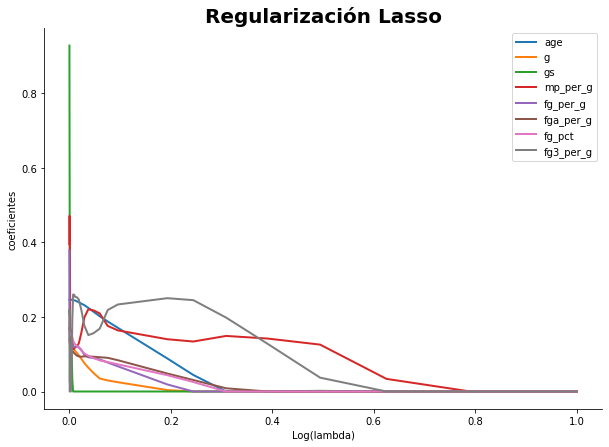 Regularización Lasso
age
g
gs
mp_per_g
fg_per_g
fga_per_g
fg_pct
fg3_per_g
coeficientes
0.8
0.6
0.4
0.2
0.0
0.0
0.2
0.4
0.6
0.8
1.0
Log(lambda)